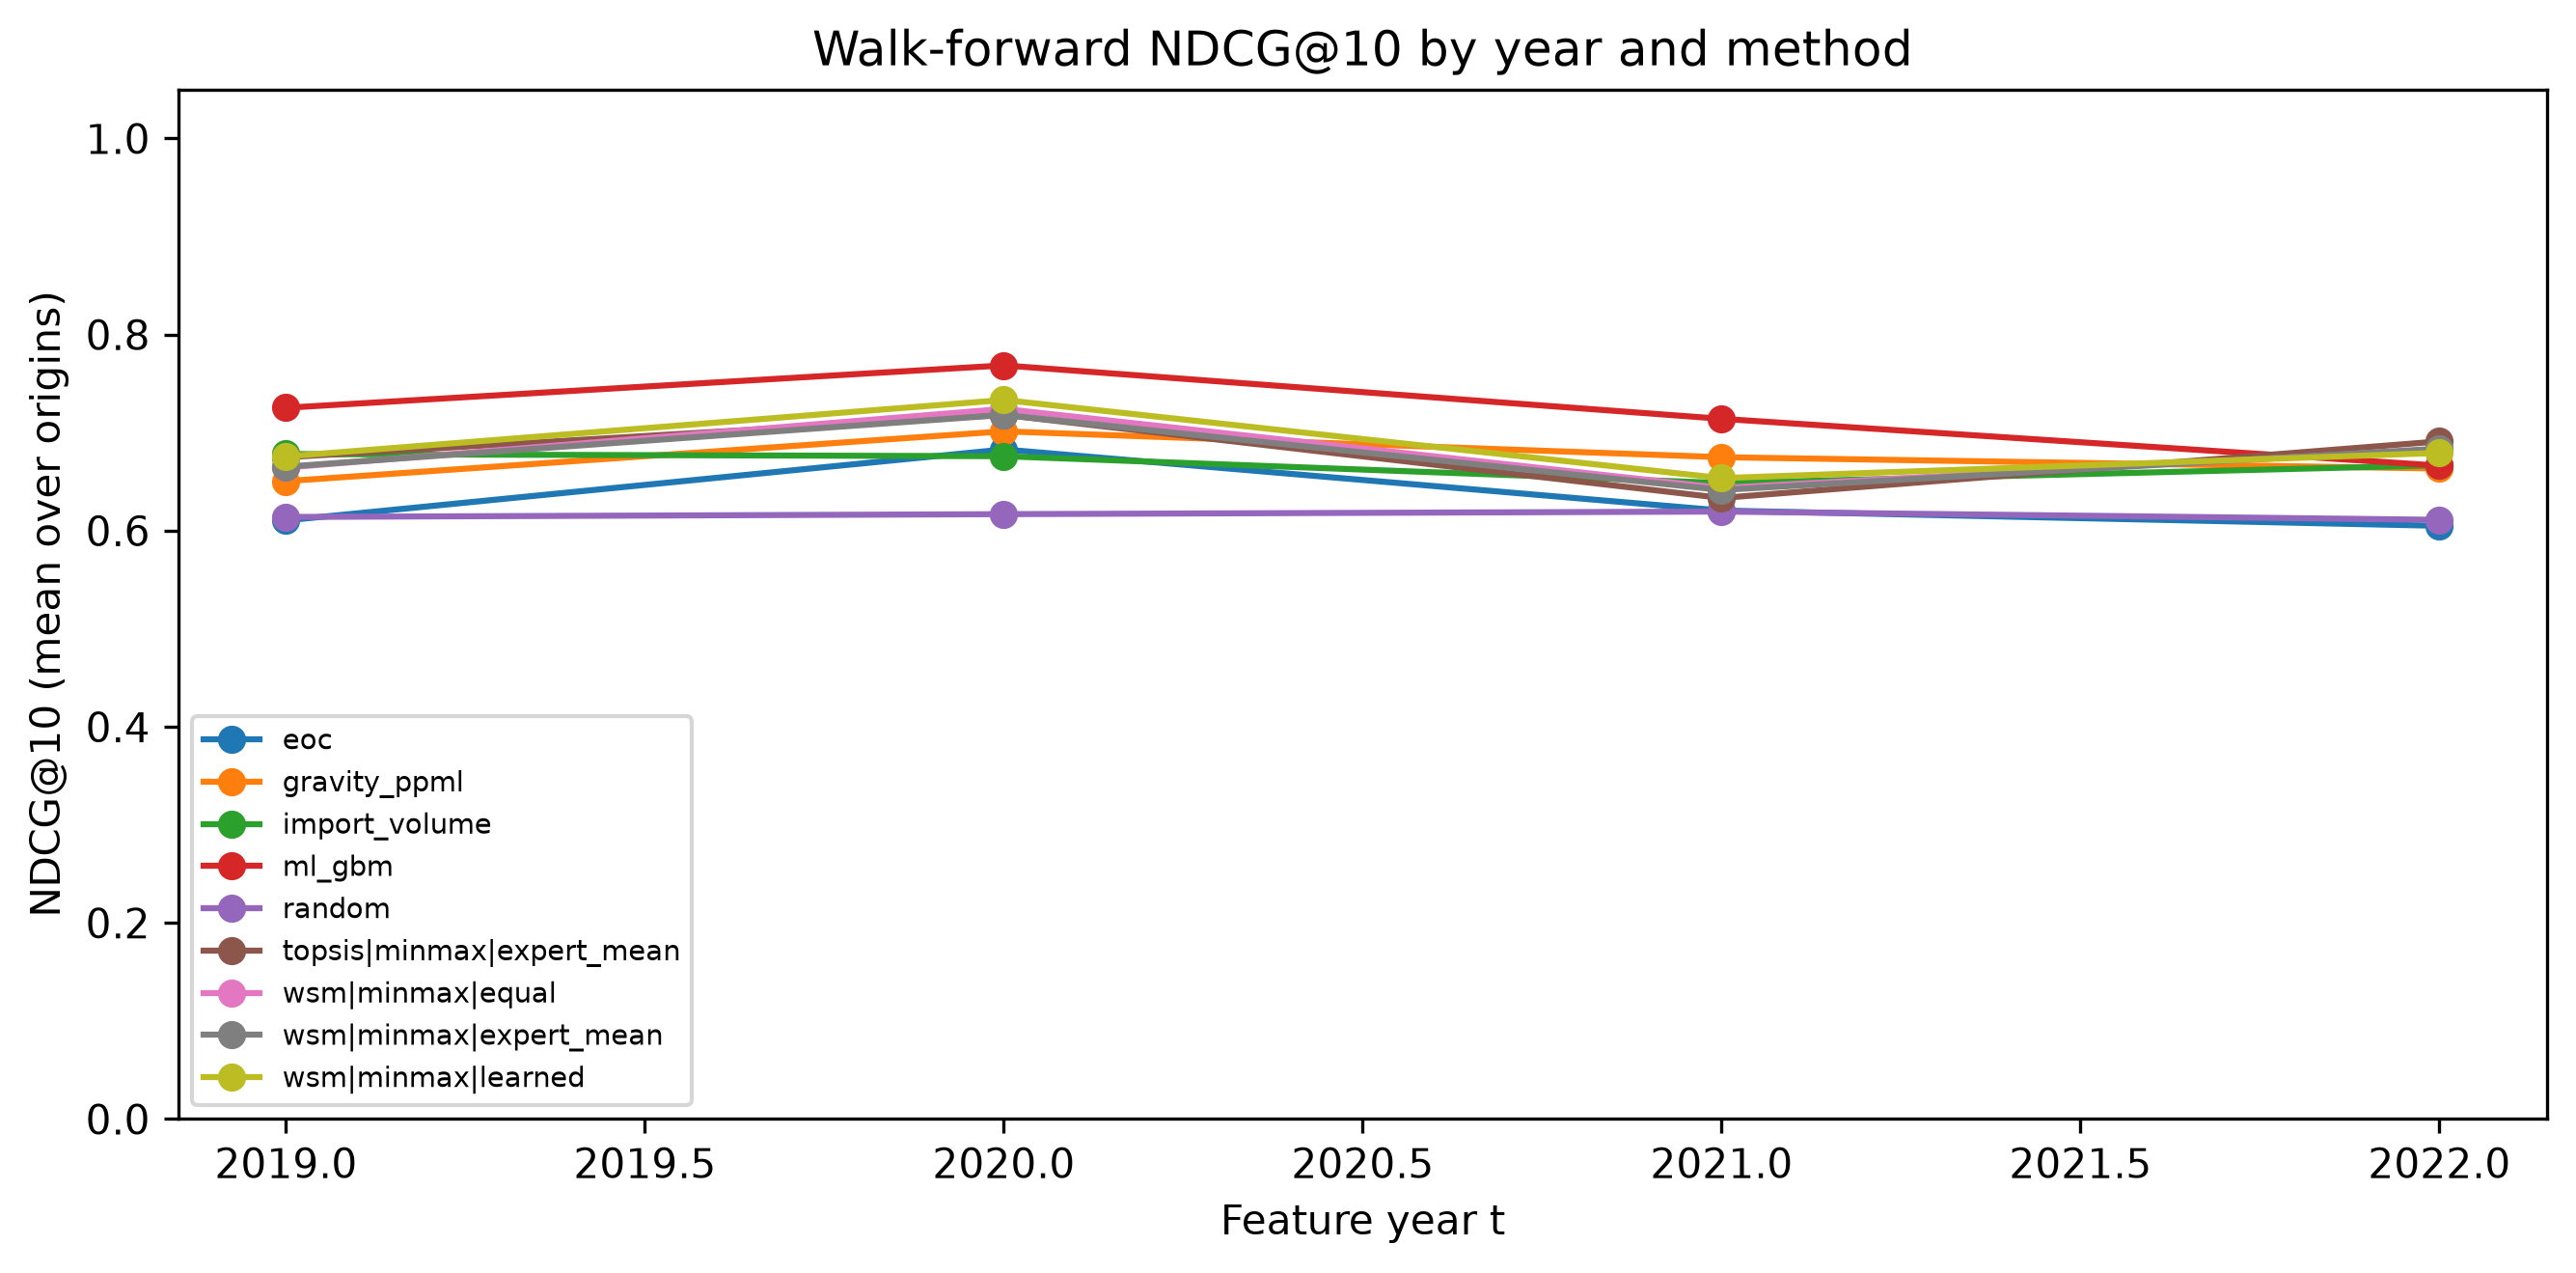 Walk-forward NDCG@10 by year and method
NDCG@10 (mean over origins)
1.0
0.8
0.6
0.4
0.2
0.0
eoc
gravity_ppml
import_volume
ml_gbm
random
topsis|minmax|expert_mean
wsm|minmax|equal
wsm|minmax|expert_mean
wsm|minmax|learned
2019.0 2019.5 2020.0 2020.5 2021.0 2021.5 2022.0
Feature year t